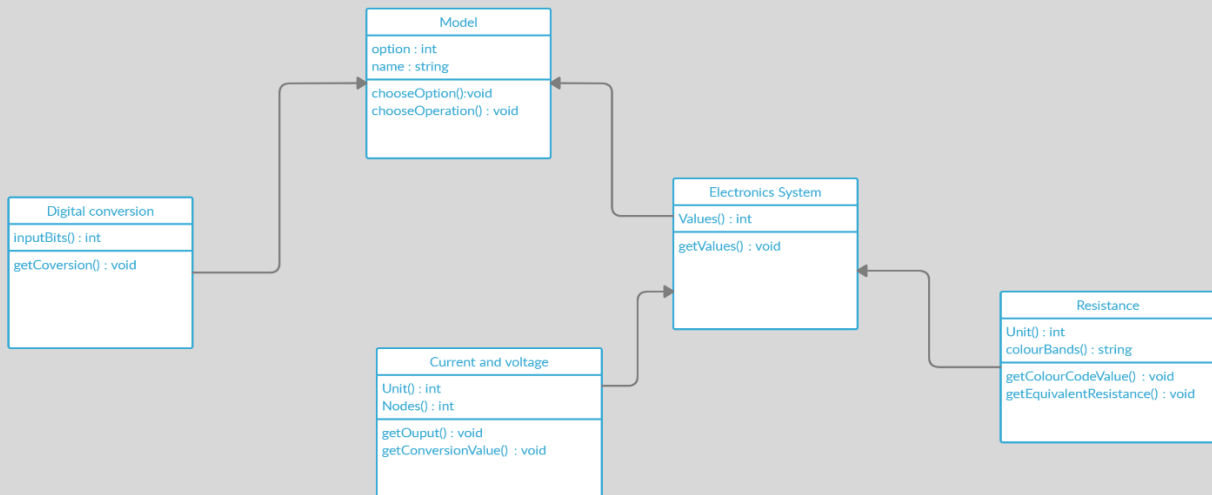 Model
option : int
name : string
chooseOption():void
chooseOperation() : void
Digital conversion
inputBits() : int
getCoversion() : void
Electronics System
Values() : int
getValues() : void
Current and voltage
Unit() : int
Nodes() : int
getOuput() : void
getConversionValue() : void
Resistance
Unit() : int
colourBands() : string
getColourCodeValue() : void
getEquivalentResistance() : void